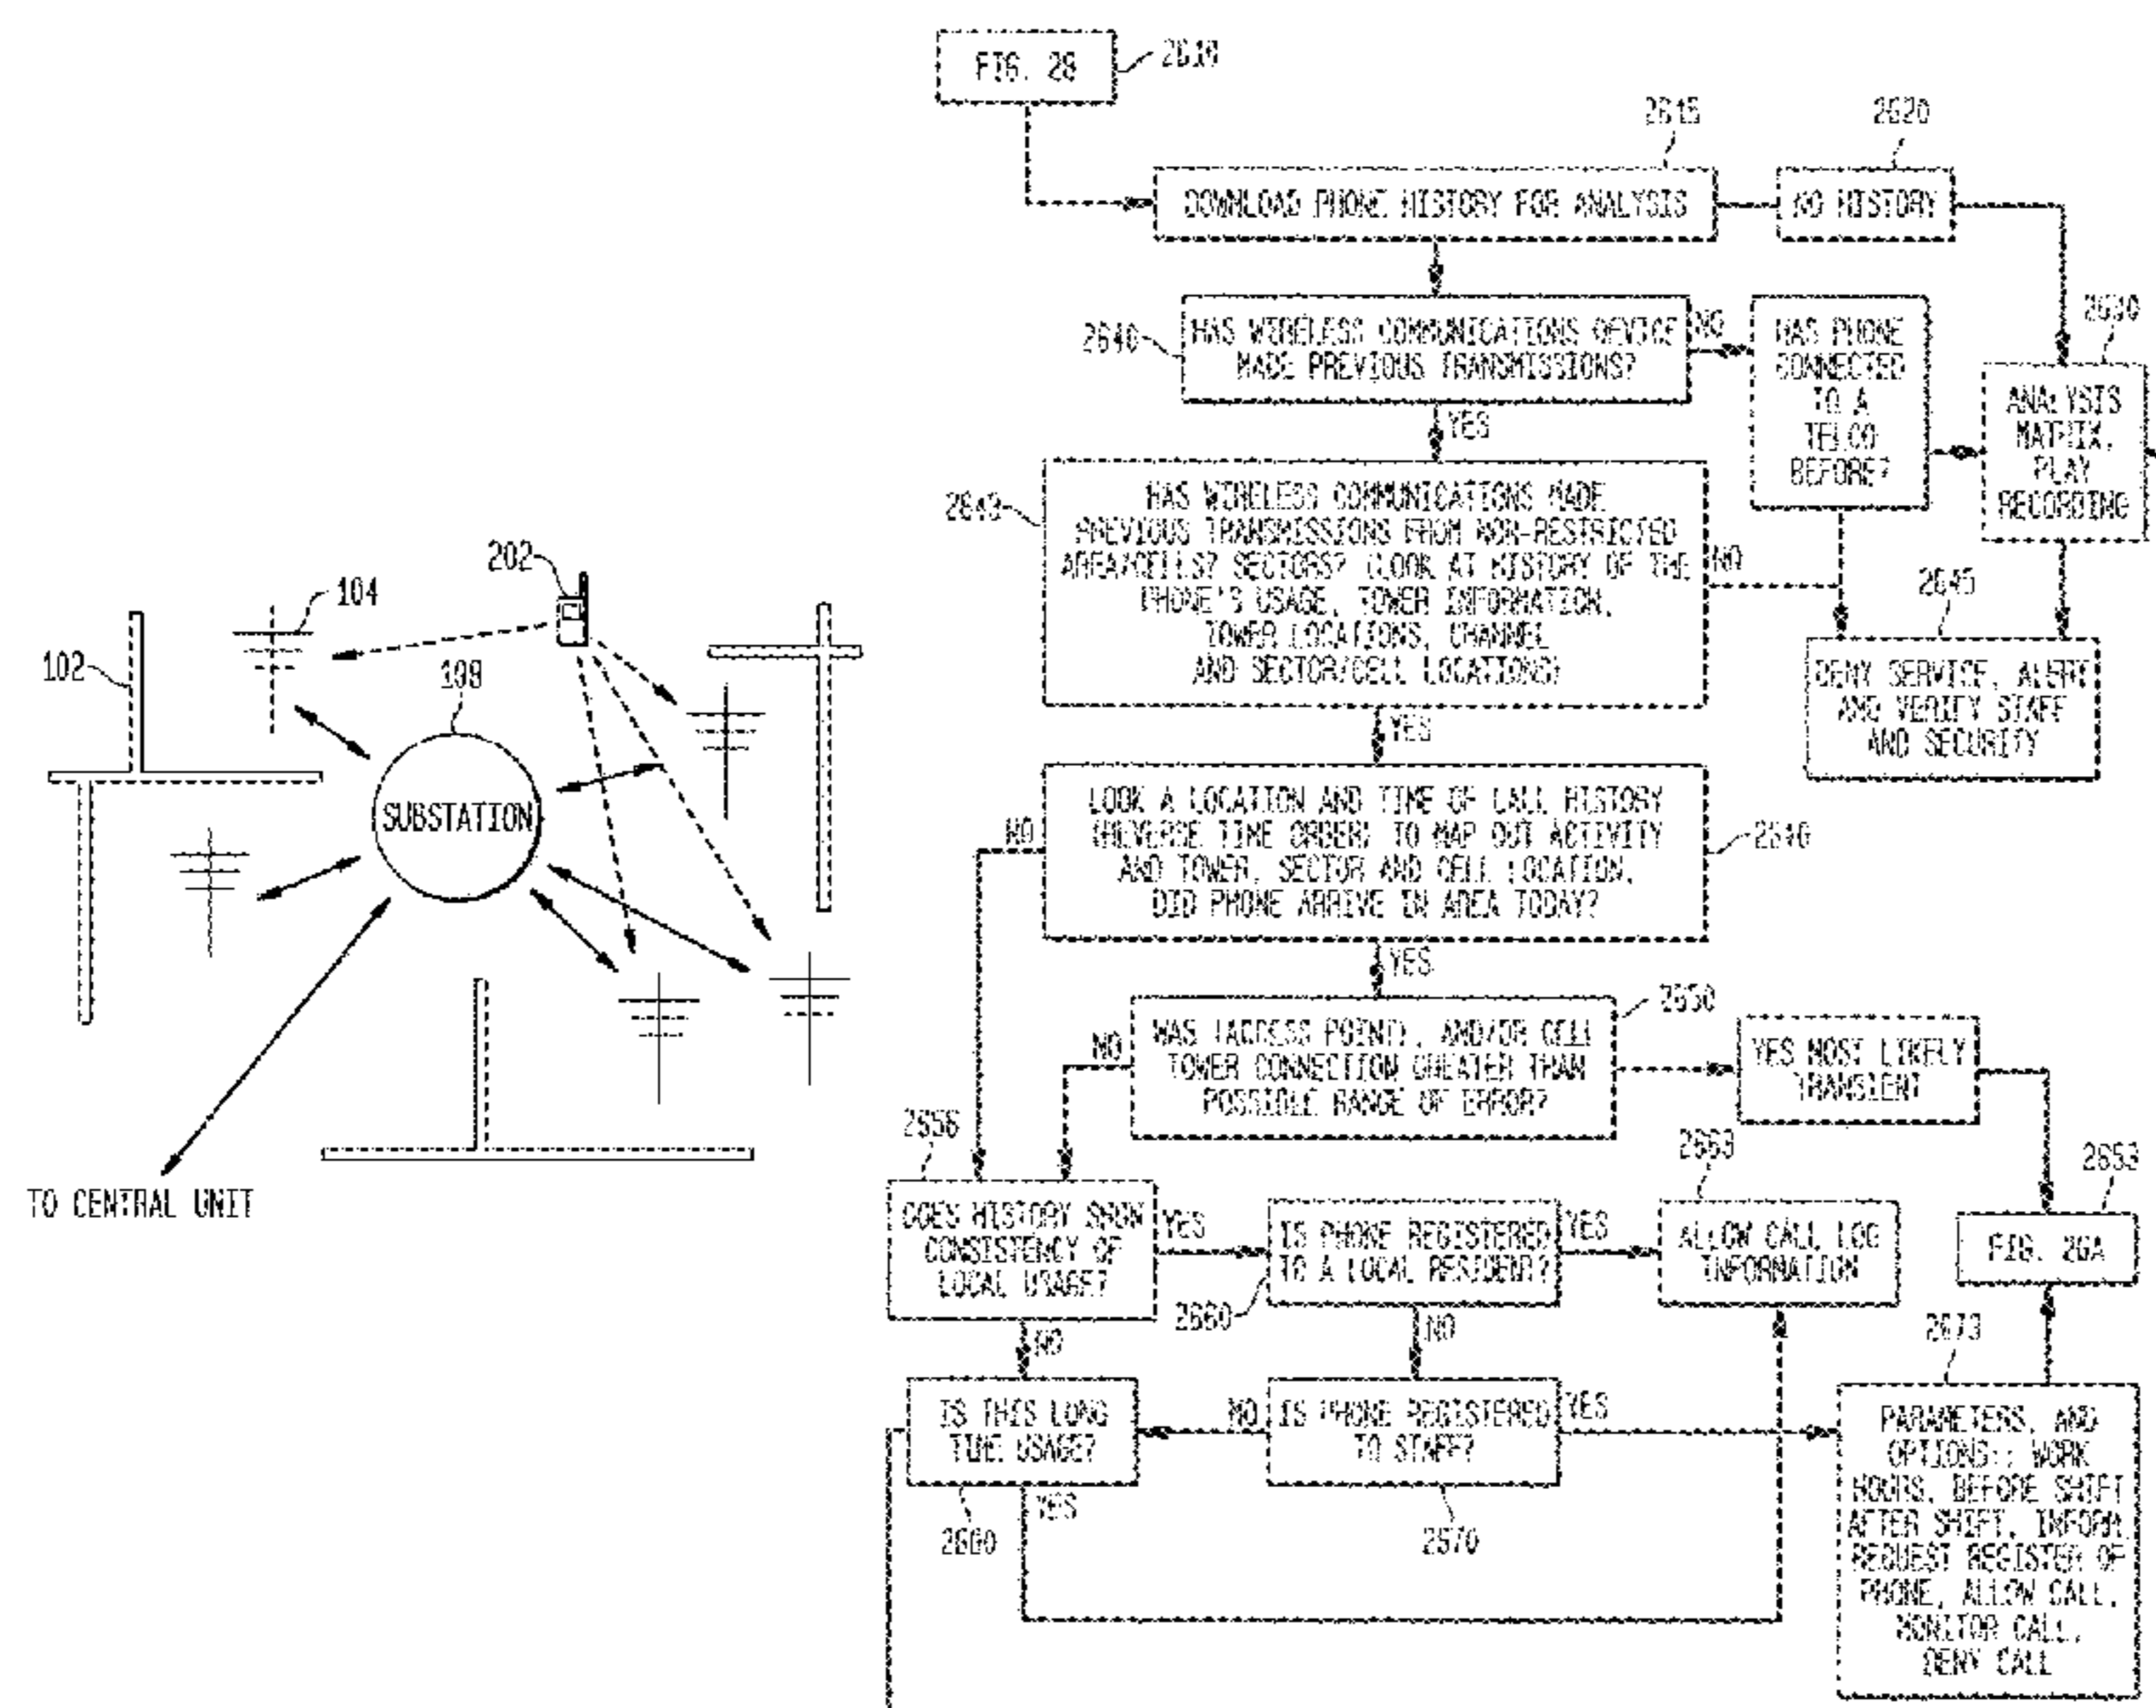 104
202
102
108
SUBSTATION
TO CENTRAL UNIT
FIG. 28
2610
2615
2620
DOWNLOAD PHONE HISTORY FOR ANALYSIS
NO HISTORY
2640
HAS WIRELESS COMMUNICATIONS DEVICE
MADE PREVIOUS TRANSMISSIONS?
NO
HAS PHONE
CONNECTED
TO A
TELCO
BEFORE?
2630
ANALYSIS
MATRIX,
PLAY
RECORDING
YES
HAS WIRELESS COMMUNICATIONS MADE
PREVIOUS TRANSMISSIONS FROM NON-RESTRICTED
AREA/CELLS? SECTORS? (LOOK AT HISTORY OF THE
PHONE'S USAGE, TOWER INFORMATION,
TOWER LOCATIONS, CHANNEL
AND SECTOR/CELL LOCATIONS)
NO
2645
DENY SERVICE, ALERT
AND VERIFY STAFF
AND SECURITY
YES
LOOK A LOCATION AND TIME OF CALL HISTORY
(REVERSE TIME ORDER) TO MAP OUT ACTIVITY
AND TOWER, SECTOR AND CELL LOCATION,
DID PHONE ARRIVE IN AREA TODAY?
NO
YES
2650
WAS (ACCESS POINT), AND/OR CELL
TOWER CONNECTION GREATER THAN
POSSIBLE RANGE OF ERROR?
NO
YES MOST LIKELY
TRANSIENT
2656
DOES HISTORY SHOW
CONSISTENCY OF
LOCAL USAGE?
YES
IS PHONE REGISTERED
TO A LOCAL RESIDENT?
2660
YES
2663
ALLOW CALL LOG
INFORMATION
2653
FIG. 26A
NO
NO
IS THIS LONG
TIME USAGE?
YES
NO
IS PHONE REGISTERED
TO STAFF?
2670
YES
2673
PARAMETERS, AND
OPTIONS:; WORK
HOURS, BEFORE SHIFT
AFTER SHIFT, INFORM,
REQUEST REGISTER OF
PHONE, ALLOW CALL,
MONITOR CALL,
DENY CALL